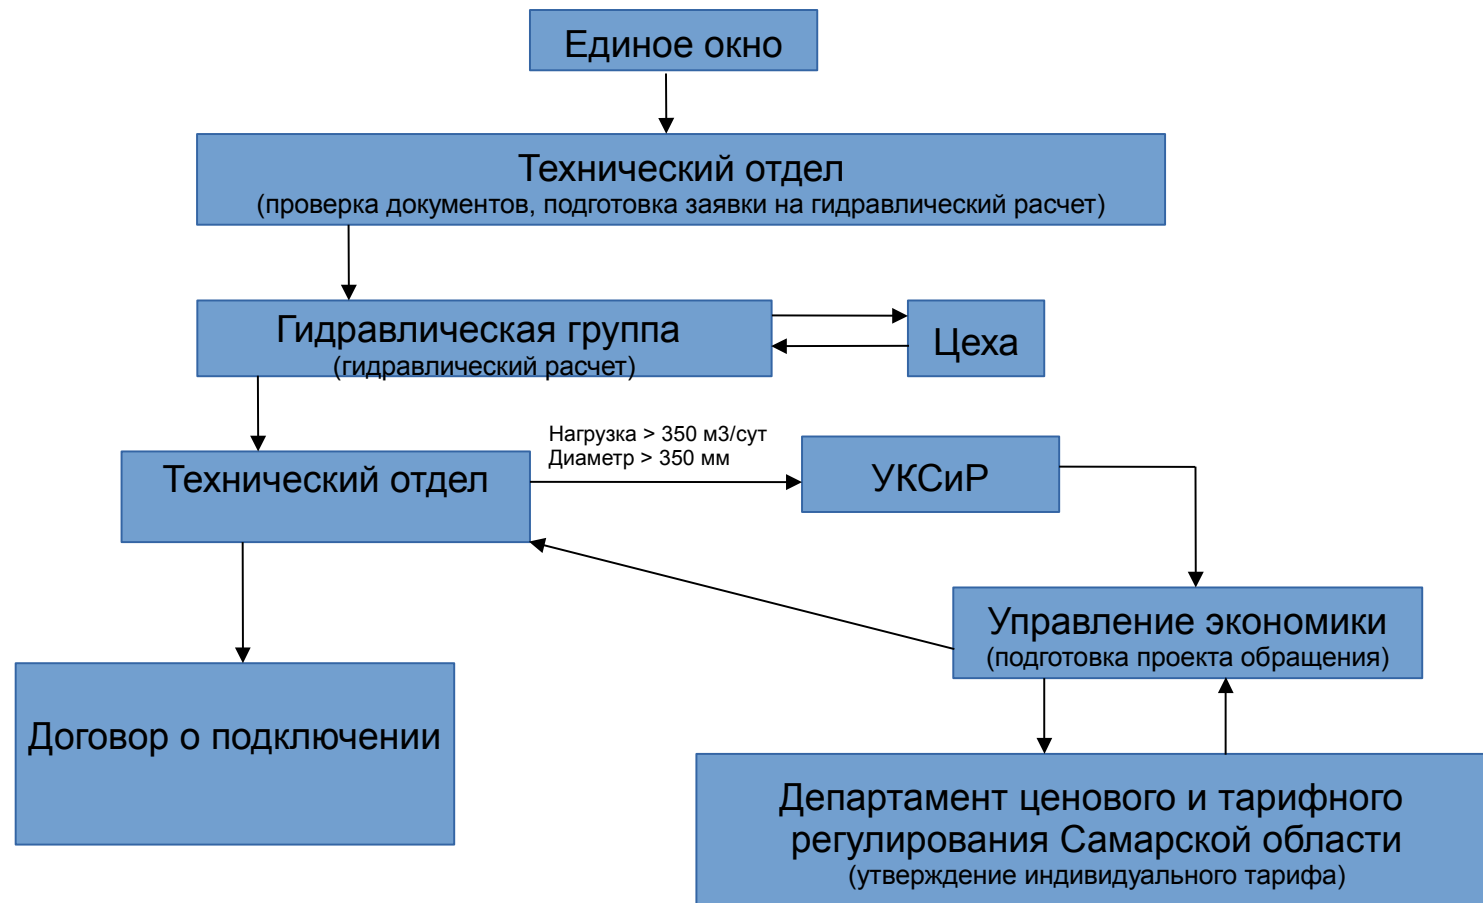 Единое окно
Технический отдел
(проверка документов, подготовка заявки на гидравлический расчет)
Гидравлическая группа
(гидравлический расчет)
Цеха
Нагрузка > 350 м3/сут
Диаметр > 350 мм
Технический отдел
УКСиР
Управление экономики
(подготовка проекта обращения)
Договор о подключении
Департамент ценового и тарифного
регулирования Самарской области
(утверждение индивидуального тарифа)